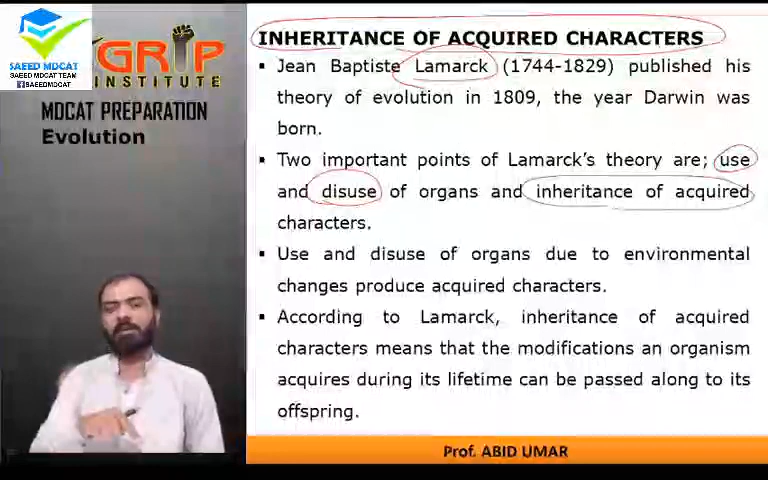 SAEED MDCAT
SAEED MDCAT TEAM
SAEEDMDCAT
GRIP
INSTITUTE
MDCAT PREPARATION
Evolution
INHERITANCE OF ACQUIRED CHARACTERS
▪ Jean Baptiste Lamarck (1744-1829) published his
theory of evolution in 1809, the year Darwin was
born.
▪ Two important points of Lamarck’s theory are; use
and disuse of organs and inheritance of acquired
characters.
▪ Use and disuse of organs due to environmental
changes produce acquired characters.
▪ According to Lamarck, inheritance of acquired
characters means that the modifications an organism
acquires during its lifetime can be passed along to its
offspring.
Prof. ABID UMAR